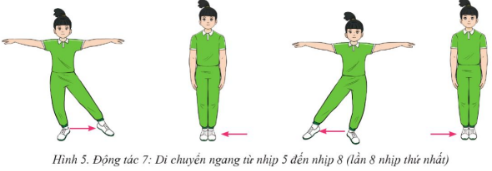 Hình 5. Động tác 7: Di chuyển ngang từ nhịp 5 đến nhịp 8 (lần 8 nhịp thứ nhất)